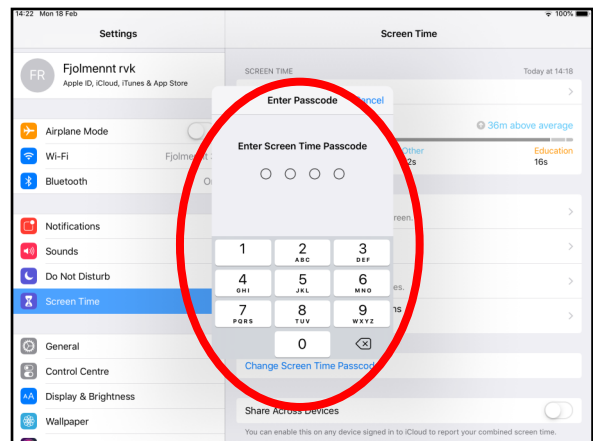 14:22 Mon 18 Feb
100%
Settings
FR
Fjolmennt rvk
Apple ID, iCloud, iTunes & App Store
Airplane Mode
Wi-Fi
Bluetooth
Notifications
Sounds
Do Not Disturb
Screen Time
General
Control Centre
AA
Display & Brightness
Wallpaper
Screen Time
SCREEN TIME
Today at 14:18
36m above average
Other
Education
16s
Change Screen Time Passcode
Share Across Devices
You can enable this on any device signed in to iCloud to report your combined screen time.
Enter Passcode
Cancel
Enter Screen Time Passcode
1
2
ABC
3
DEF
4
GHI
5
JKL
6
MNO
7
PQRS
8
TUV
9
WXYZ
0